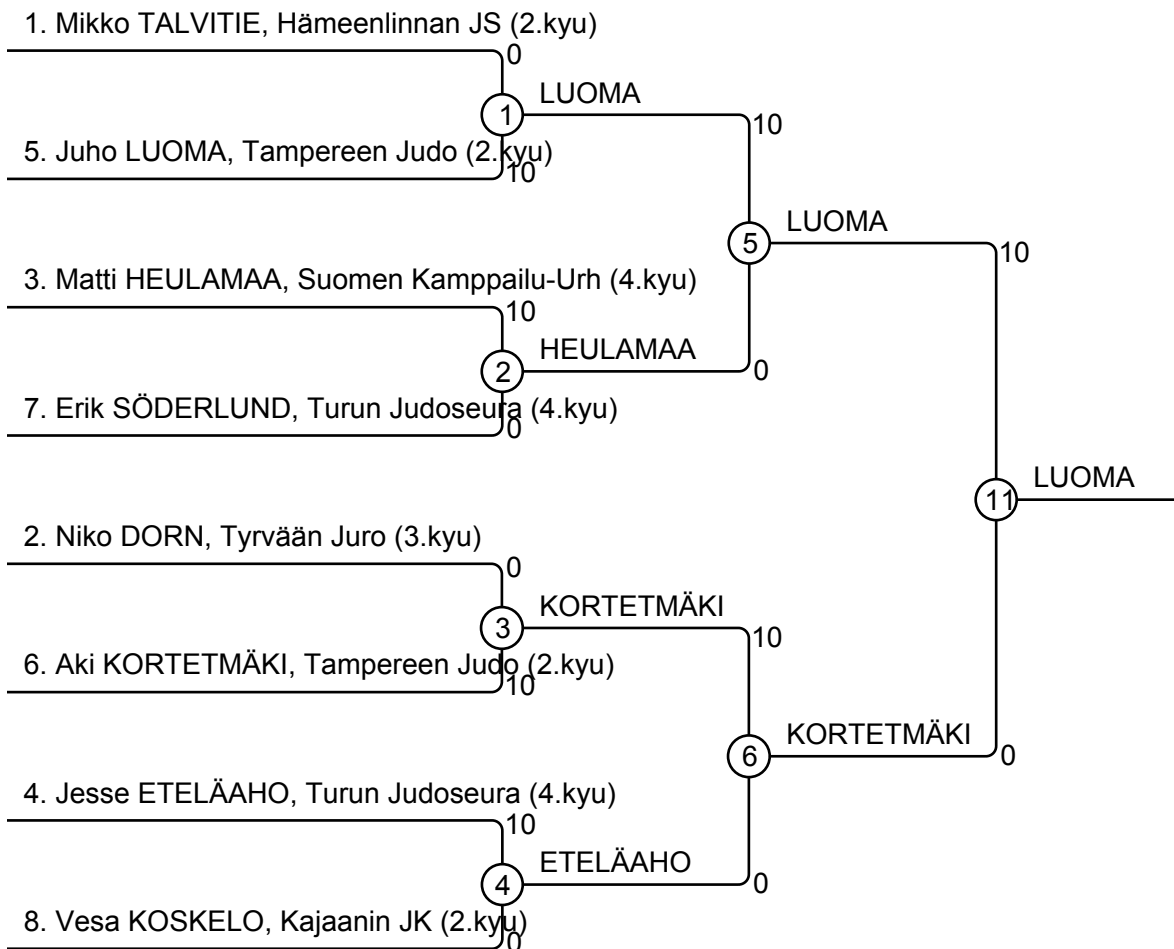 1. Mikko TALVITIE, Hämeenlinnan JS (2.kyu)
0
1
LUOMA
10
5. Juho LUOMA, Tampereen Judo (2.kyu)
10
5
LUOMA
10
3. Matti HEULAMAA, Suomen Kamppailu-Urh (4.kyu)
10
2
HEULAMAA
0
7. Erik SÖDERLUND, Turun Judoseura (4.kyu)
0
11
LUOMA
2. Niko DORN, Tyrvään Juro (3.kyu)
0
3
KORTETMÄKI
10
6. Aki KORTETMÄKI, Tampereen Judo (2.kyu)
10
6
KORTETMÄKI
0
4. Jesse ETELÄAHO, Turun Judoseura (4.kyu)
10
4
ETELÄAHO
0
8. Vesa KOSKELO, Kajaanin JK (2.kyu)
0